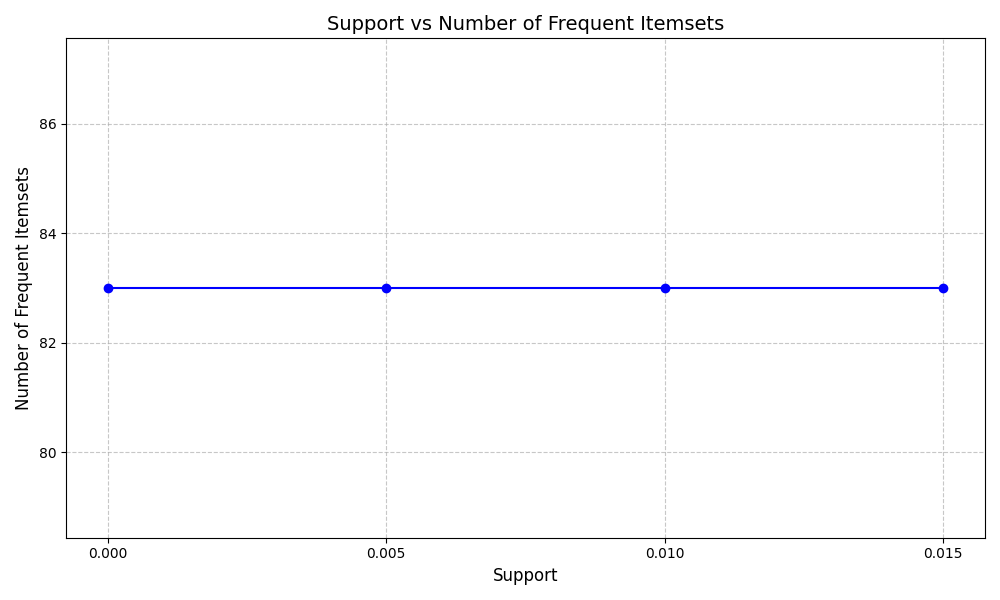 Support vs Number of Frequent Itemsets
Number of Frequent Itemsets
86
84
82
80
0.000
0.005
0.010
0.015
Support